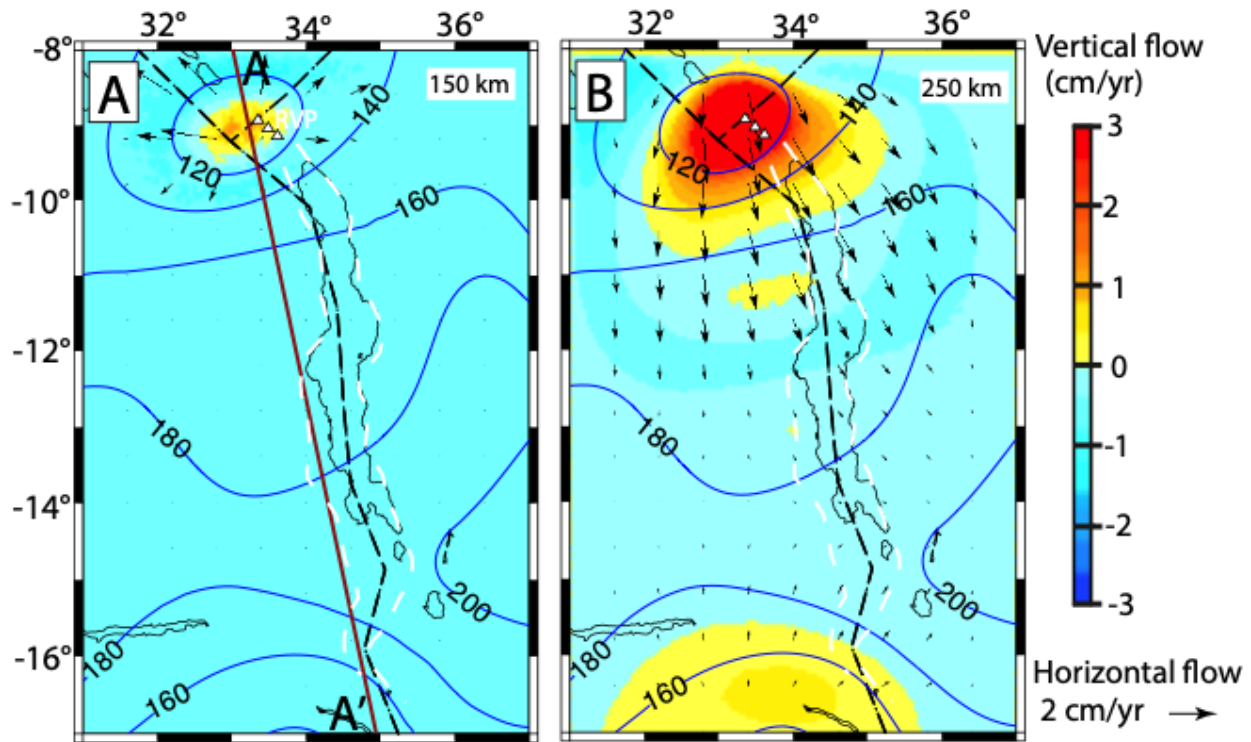 32° 34° 36° 32° 34° 36°
Vertical flow
(cm/yr)
-8°
-10°
-12°
-14°
-16°
A
A
150 km
RVP
140
120
160
180
200
180
160
A'
B
250 km
140
120
160
180
200
180
160
3
2
1
0
-1
-2
-3
Horizontal flow
2 cm/yr